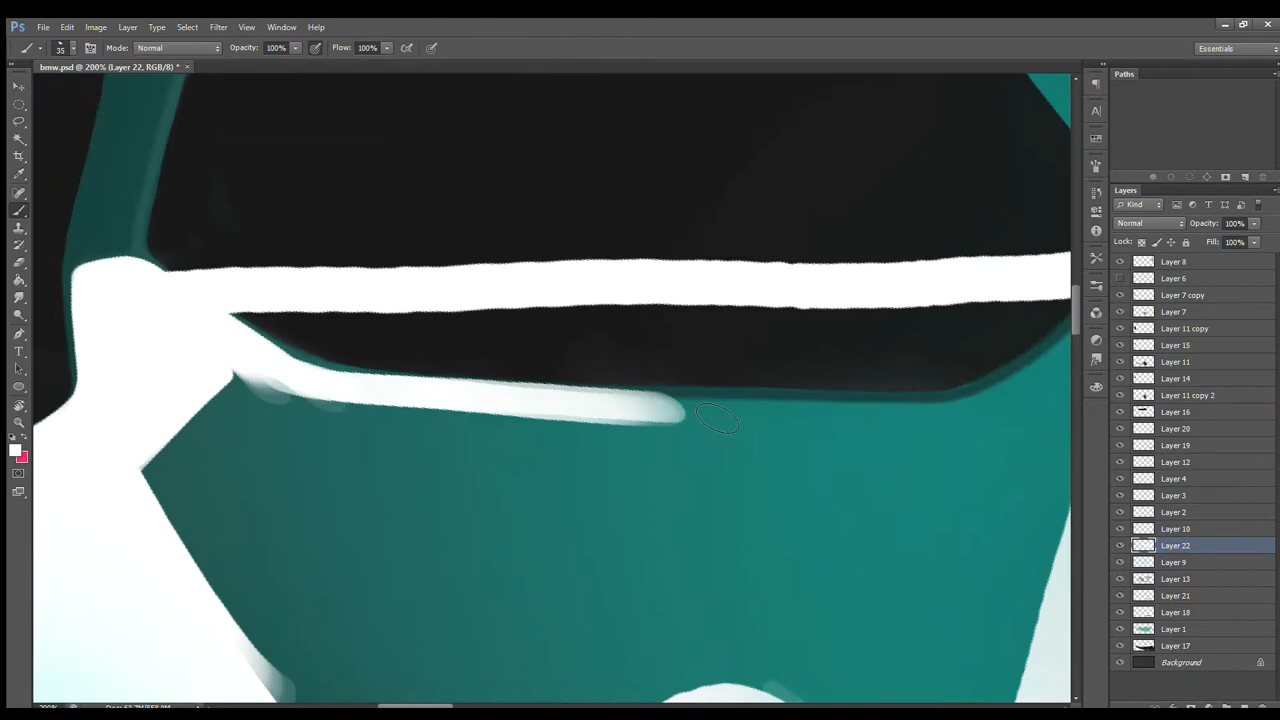 Ps File Edit Image Layer Type Select Filter View Window Help
35 Mode: Normal Opacity: 100% Flow: 100% Essentials
bmw.psd @ 200% (Layer 22, RGB/8) * ×
Paths
Layers
Kind
Normal Opacity: 100%
Lock: Fill: 100%
Layer 8
Layer 6
Layer 7 copy
Layer 7
Layer 11 copy
Layer 15
Layer 11
Layer 14
Layer 11 copy 2
Layer 16
Layer 20
Layer 19
Layer 12
Layer 4
Layer 3
Layer 2
Layer 10
Layer 22
Layer 9
Layer 13
Layer 21
Layer 18
Layer 1
Layer 17
Background